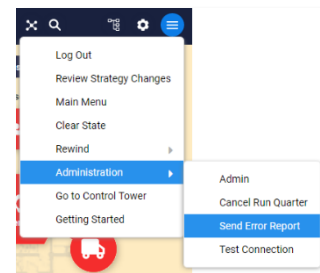 Log Out
Review Strategy Changes
Main Menu
Clear State
Rewind
Administration
Go to Control Tower
Getting Started
Admin
Cancel Run Quarter
Send Error Report
Test Connection